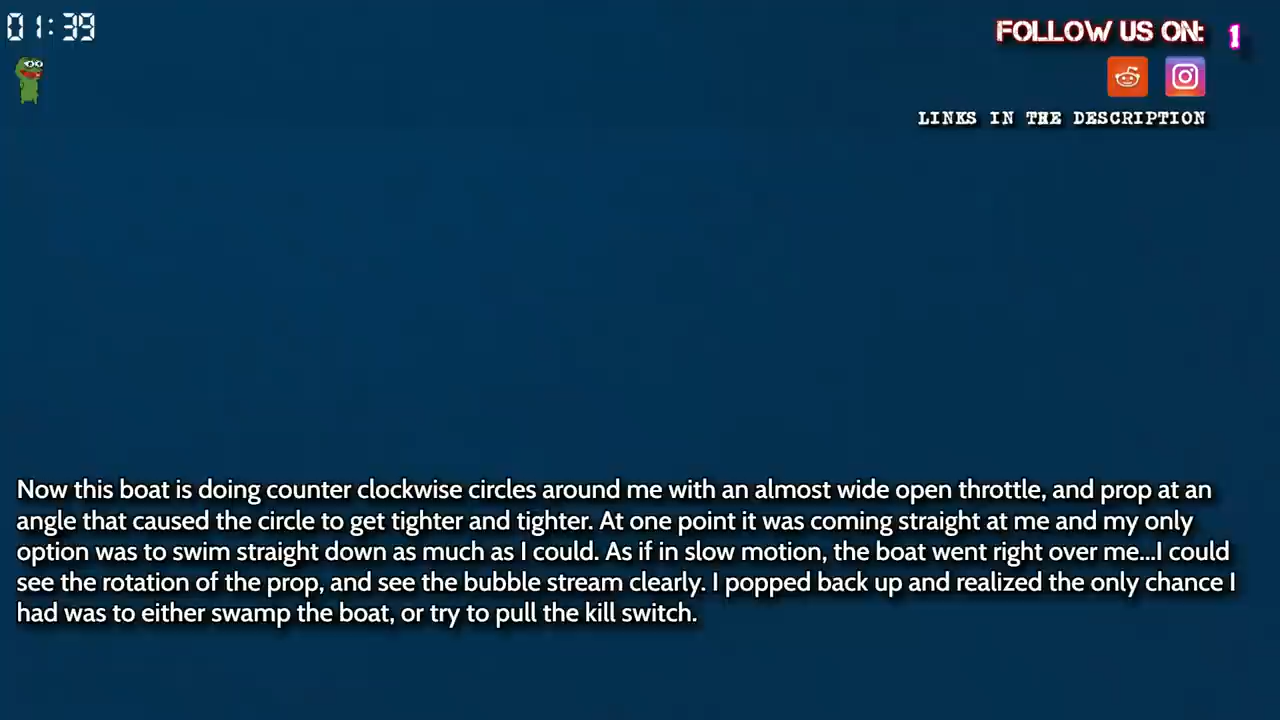 01:39
FOLLOW US ON:
1
LINKS IN THE DESCRIPTION
Now this boat is doing counter clockwise circles around me with an almost wide open throttle, and prop at an
angle that caused the circle to get tighter and tighter. At one point it was coming straight at me and my only
option was to swim straight down as much as I could. As if in slow motion, the boat went right over me...I could
see the rotation of the prop, and see the bubble stream clearly. I popped back up and realized the only chance I
had was to either swamp the boat, or try to pull the kill switch.